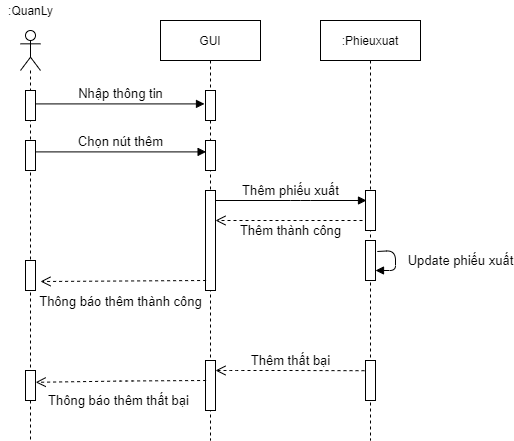 :QuanLy
GUI
:Phieuxuat
Nhập thông tin
Chọn nút thêm
Thêm phiếu xuất
Thêm thành công
Update phiếu xuất
Thông báo thêm thành công
Thêm thất bại
Thông báo thêm thất bại